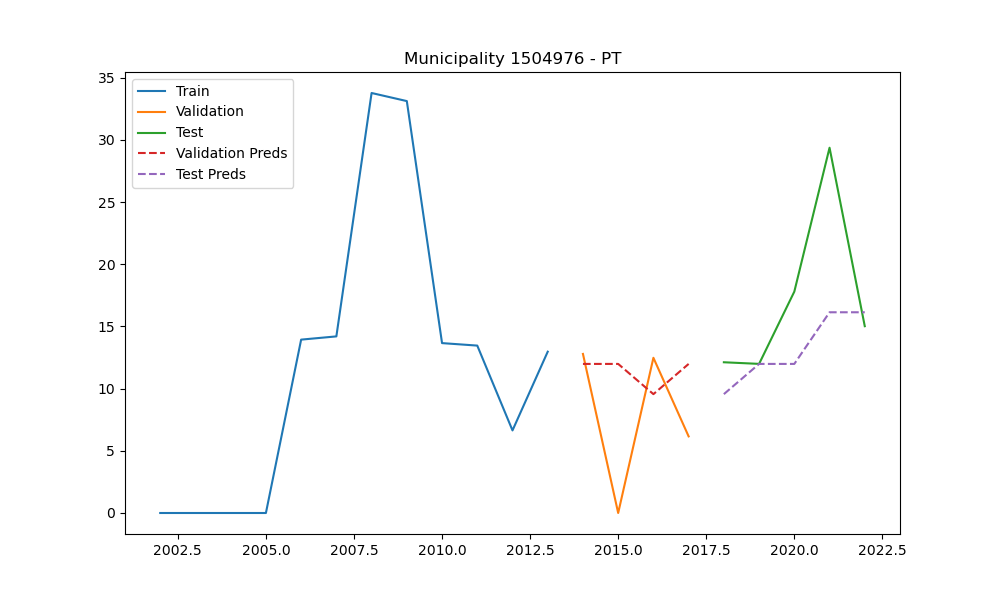 Municipality 1504976 - PT
Train
Validation
Test
Validation Preds
Test Preds
35
30
25
20
15
10
5
0
2002.5 2005.0 2007.5 2010.0 2012.5 2015.0 2017.5 2020.0 2022.5